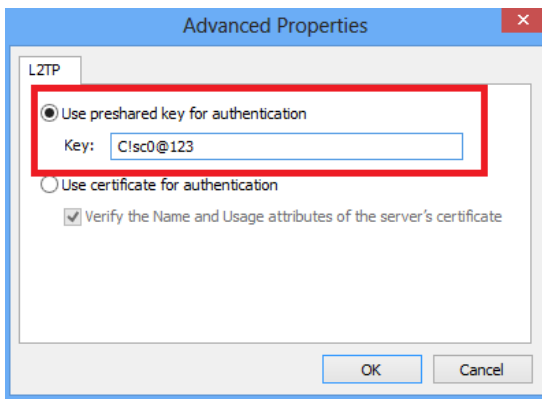 Advanced Properties
L2TP
Use preshared key for authentication
Key: C!sc0@123
Use certificate for authentication
Verify the Name and Usage attributes of the server's certificate
OK Cancel